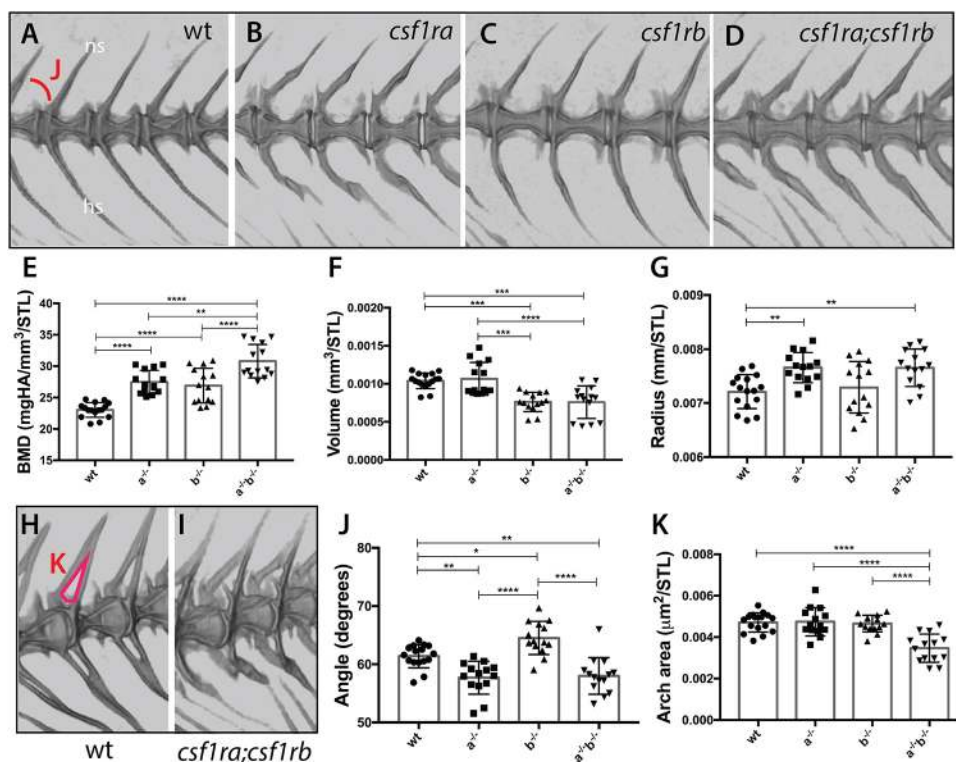 A
wt
ns
J
hs
B
csf1ra
C
csf1rb
D
csf1ra;csf1rb
E
BMD (mgHA/mm³/STL)
40
35
30
25
20
15
****
**
****
****
****
wt
a⁻/⁻
b⁻/⁻
a⁻/⁻b⁻/⁻
F
Volume (mm³/STL)
0.0020
0.0015
0.0010
0.0005
0.0000
***
***
****
***
wt
a⁻/⁻
b⁻/⁻
a⁻/⁻b⁻/⁻
G
Radius (mm/STL)
0.009
0.008
0.007
0.006
**
**
wt
a⁻/⁻
b⁻/⁻
a⁻/⁻b⁻/⁻
H
K
wt
I
csf1ra;csf1rb
J
Angle (degrees)
80
70
60
50
**
*
**
****
****
wt
a⁻/⁻
b⁻/⁻
a⁻/⁻b⁻/⁻
K
Arch area (µm²/STL)
0.008
0.006
0.004
0.002
0.000
****
****
****
wt
a⁻/⁻
b⁻/⁻
a⁻/⁻b⁻/⁻